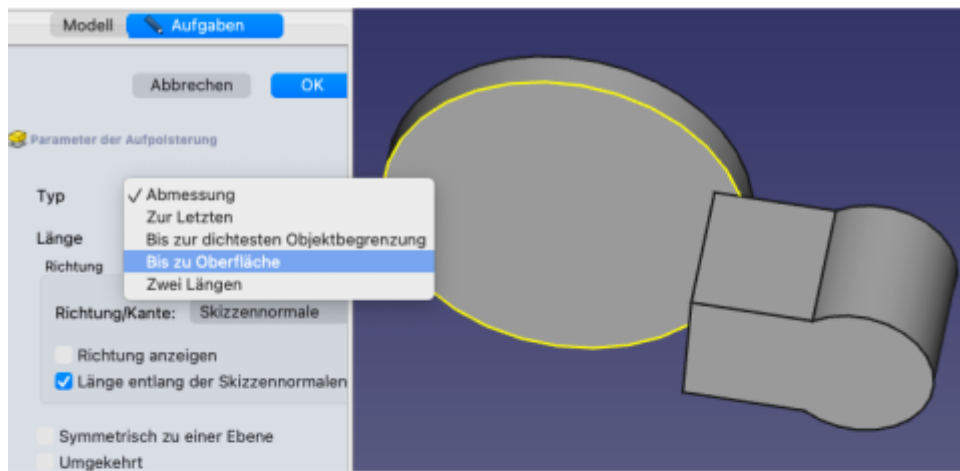 Modell Aufgaben
Abbrechen OK
Parameter der Aufpolsterung
Typ ✓ Abmessung
Zur Letzten
Länge Bis zur dichtesten Objektbegrenzung
Richtung Bis zu Oberfläche
Zwei Längen
Richtung/Kante: Skizzennormale
Richtung anzeigen
Länge entlang der Skizzennormalen
Symmetrisch zu einer Ebene
Umgekehrt